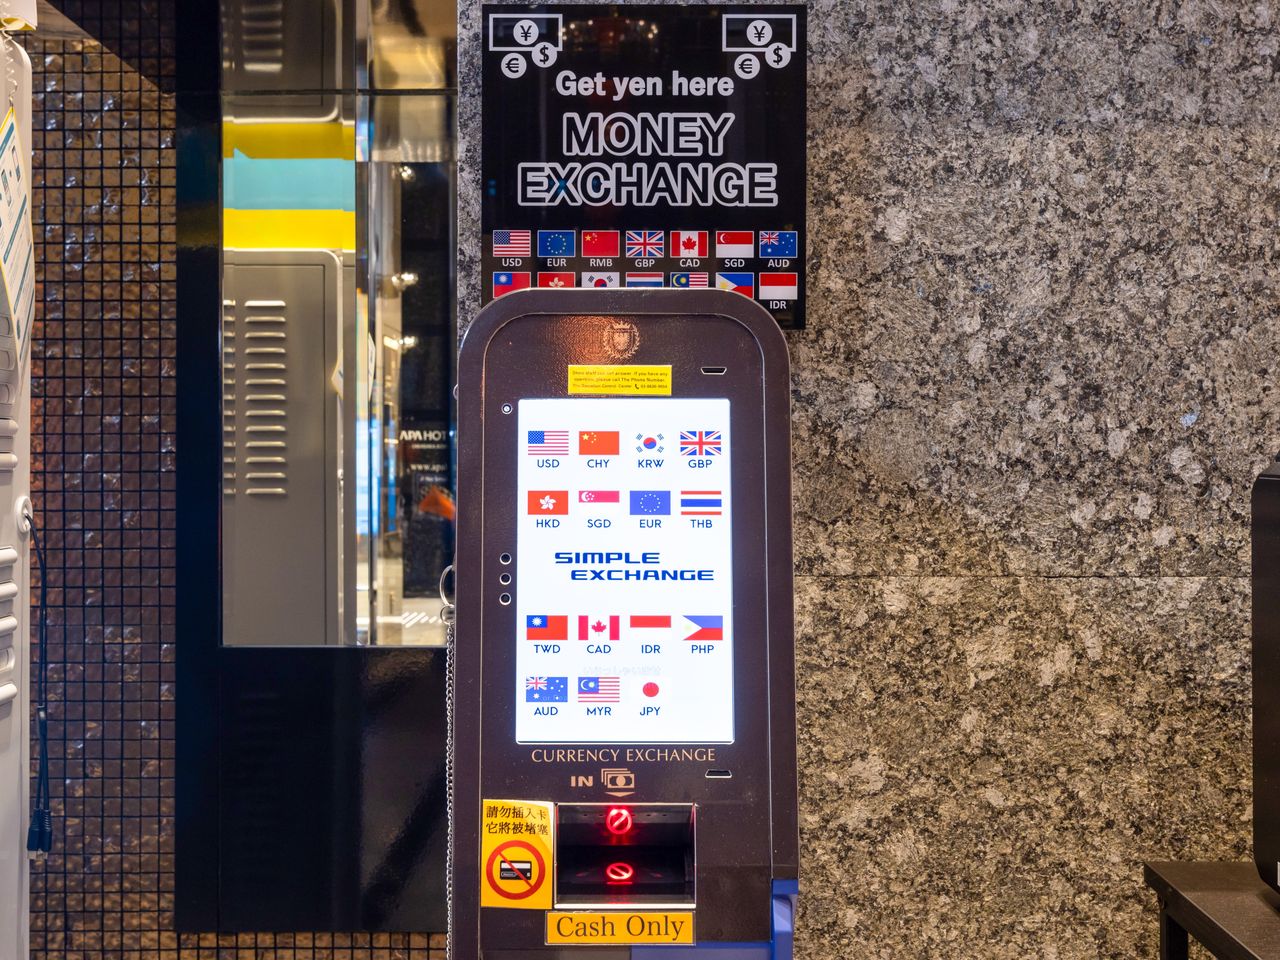 Get yen here
MONEY
EXCHANGE
USD EUR RMB GBP CAD SGD AUD
IDR
USD CHY KRW GBP
HKD SGD EUR THB
SIMPLE
EXCHANGE
TWD CAD IDR PHP
AUD MYR JPY
CURRENCY EXCHANGE
IN
請勿插入卡
它將被堵塞
Cash Only
APA HOT